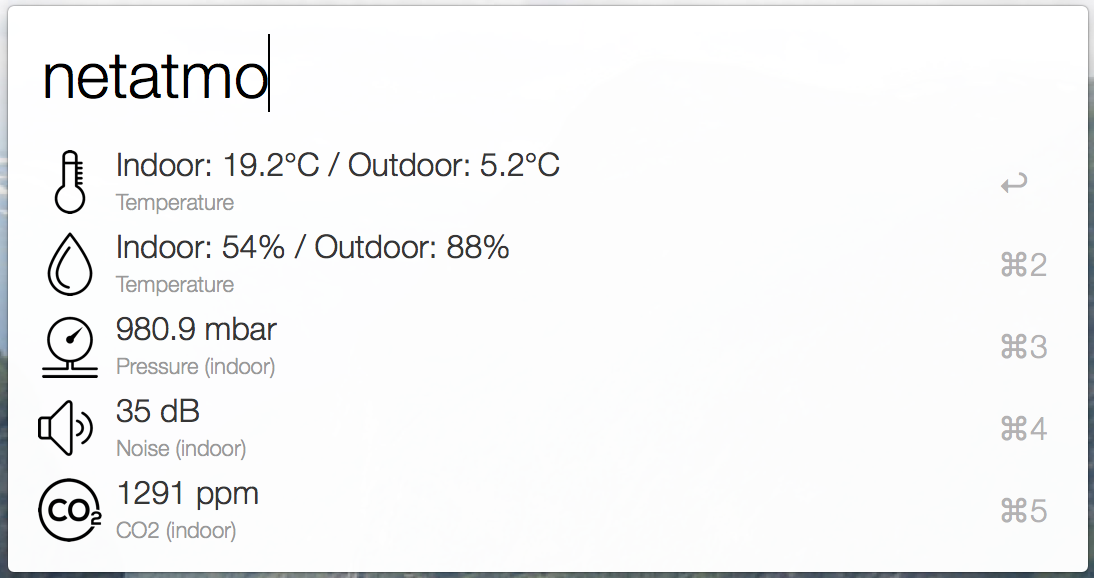 netatmo
Indoor: 19.2°C / Outdoor: 5.2°C
Temperature
↩
Indoor: 54% / Outdoor: 88%
Temperature
⌘2
980.9 mbar
Pressure (indoor)
⌘3
35 dB
Noise (indoor)
⌘4
CO2
1291 ppm
CO2 (indoor)
⌘5